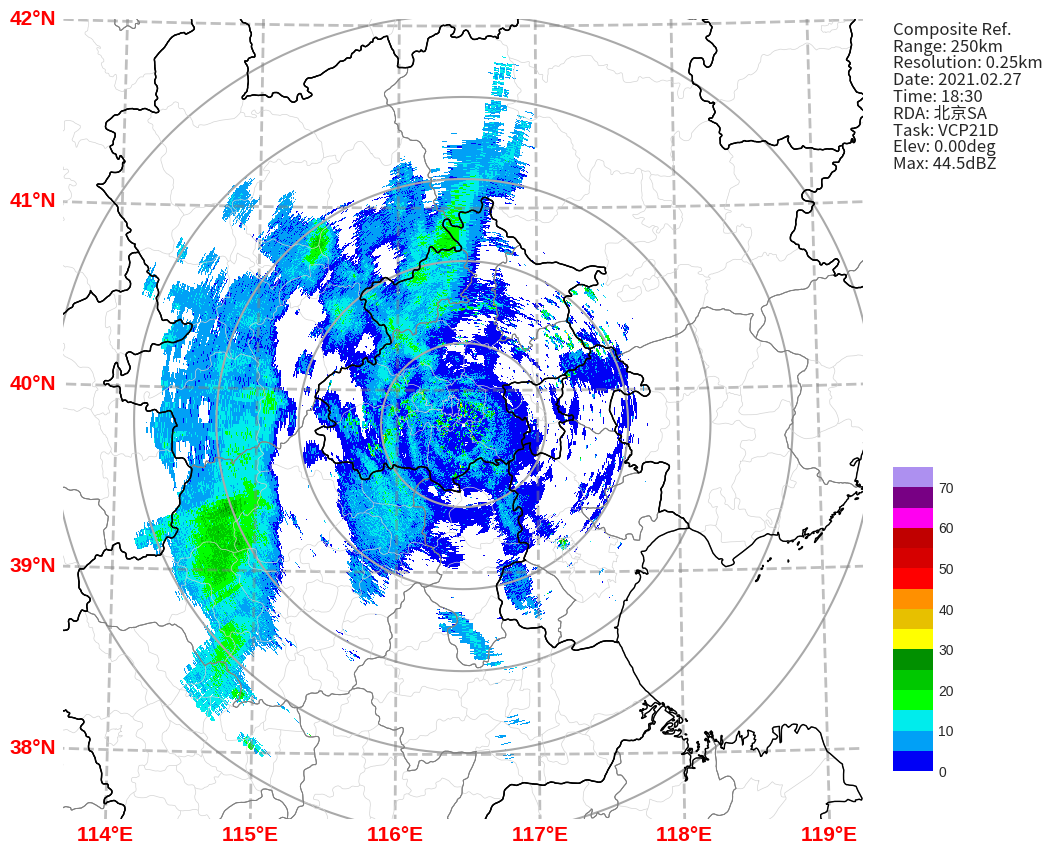 42°N
41°N
40°N
39°N
38°N
114°E
115°E
116°E
117°E
118°E
119°E
Composite Ref.
Range: 250km
Resolution: 0.25km
Date: 2021.02.27
Time: 18:30
RDA: 北京SA
Task: VCP21D
Elev: 0.00deg
Max: 44.5dBZ
70
60
50
40
30
20
10
0